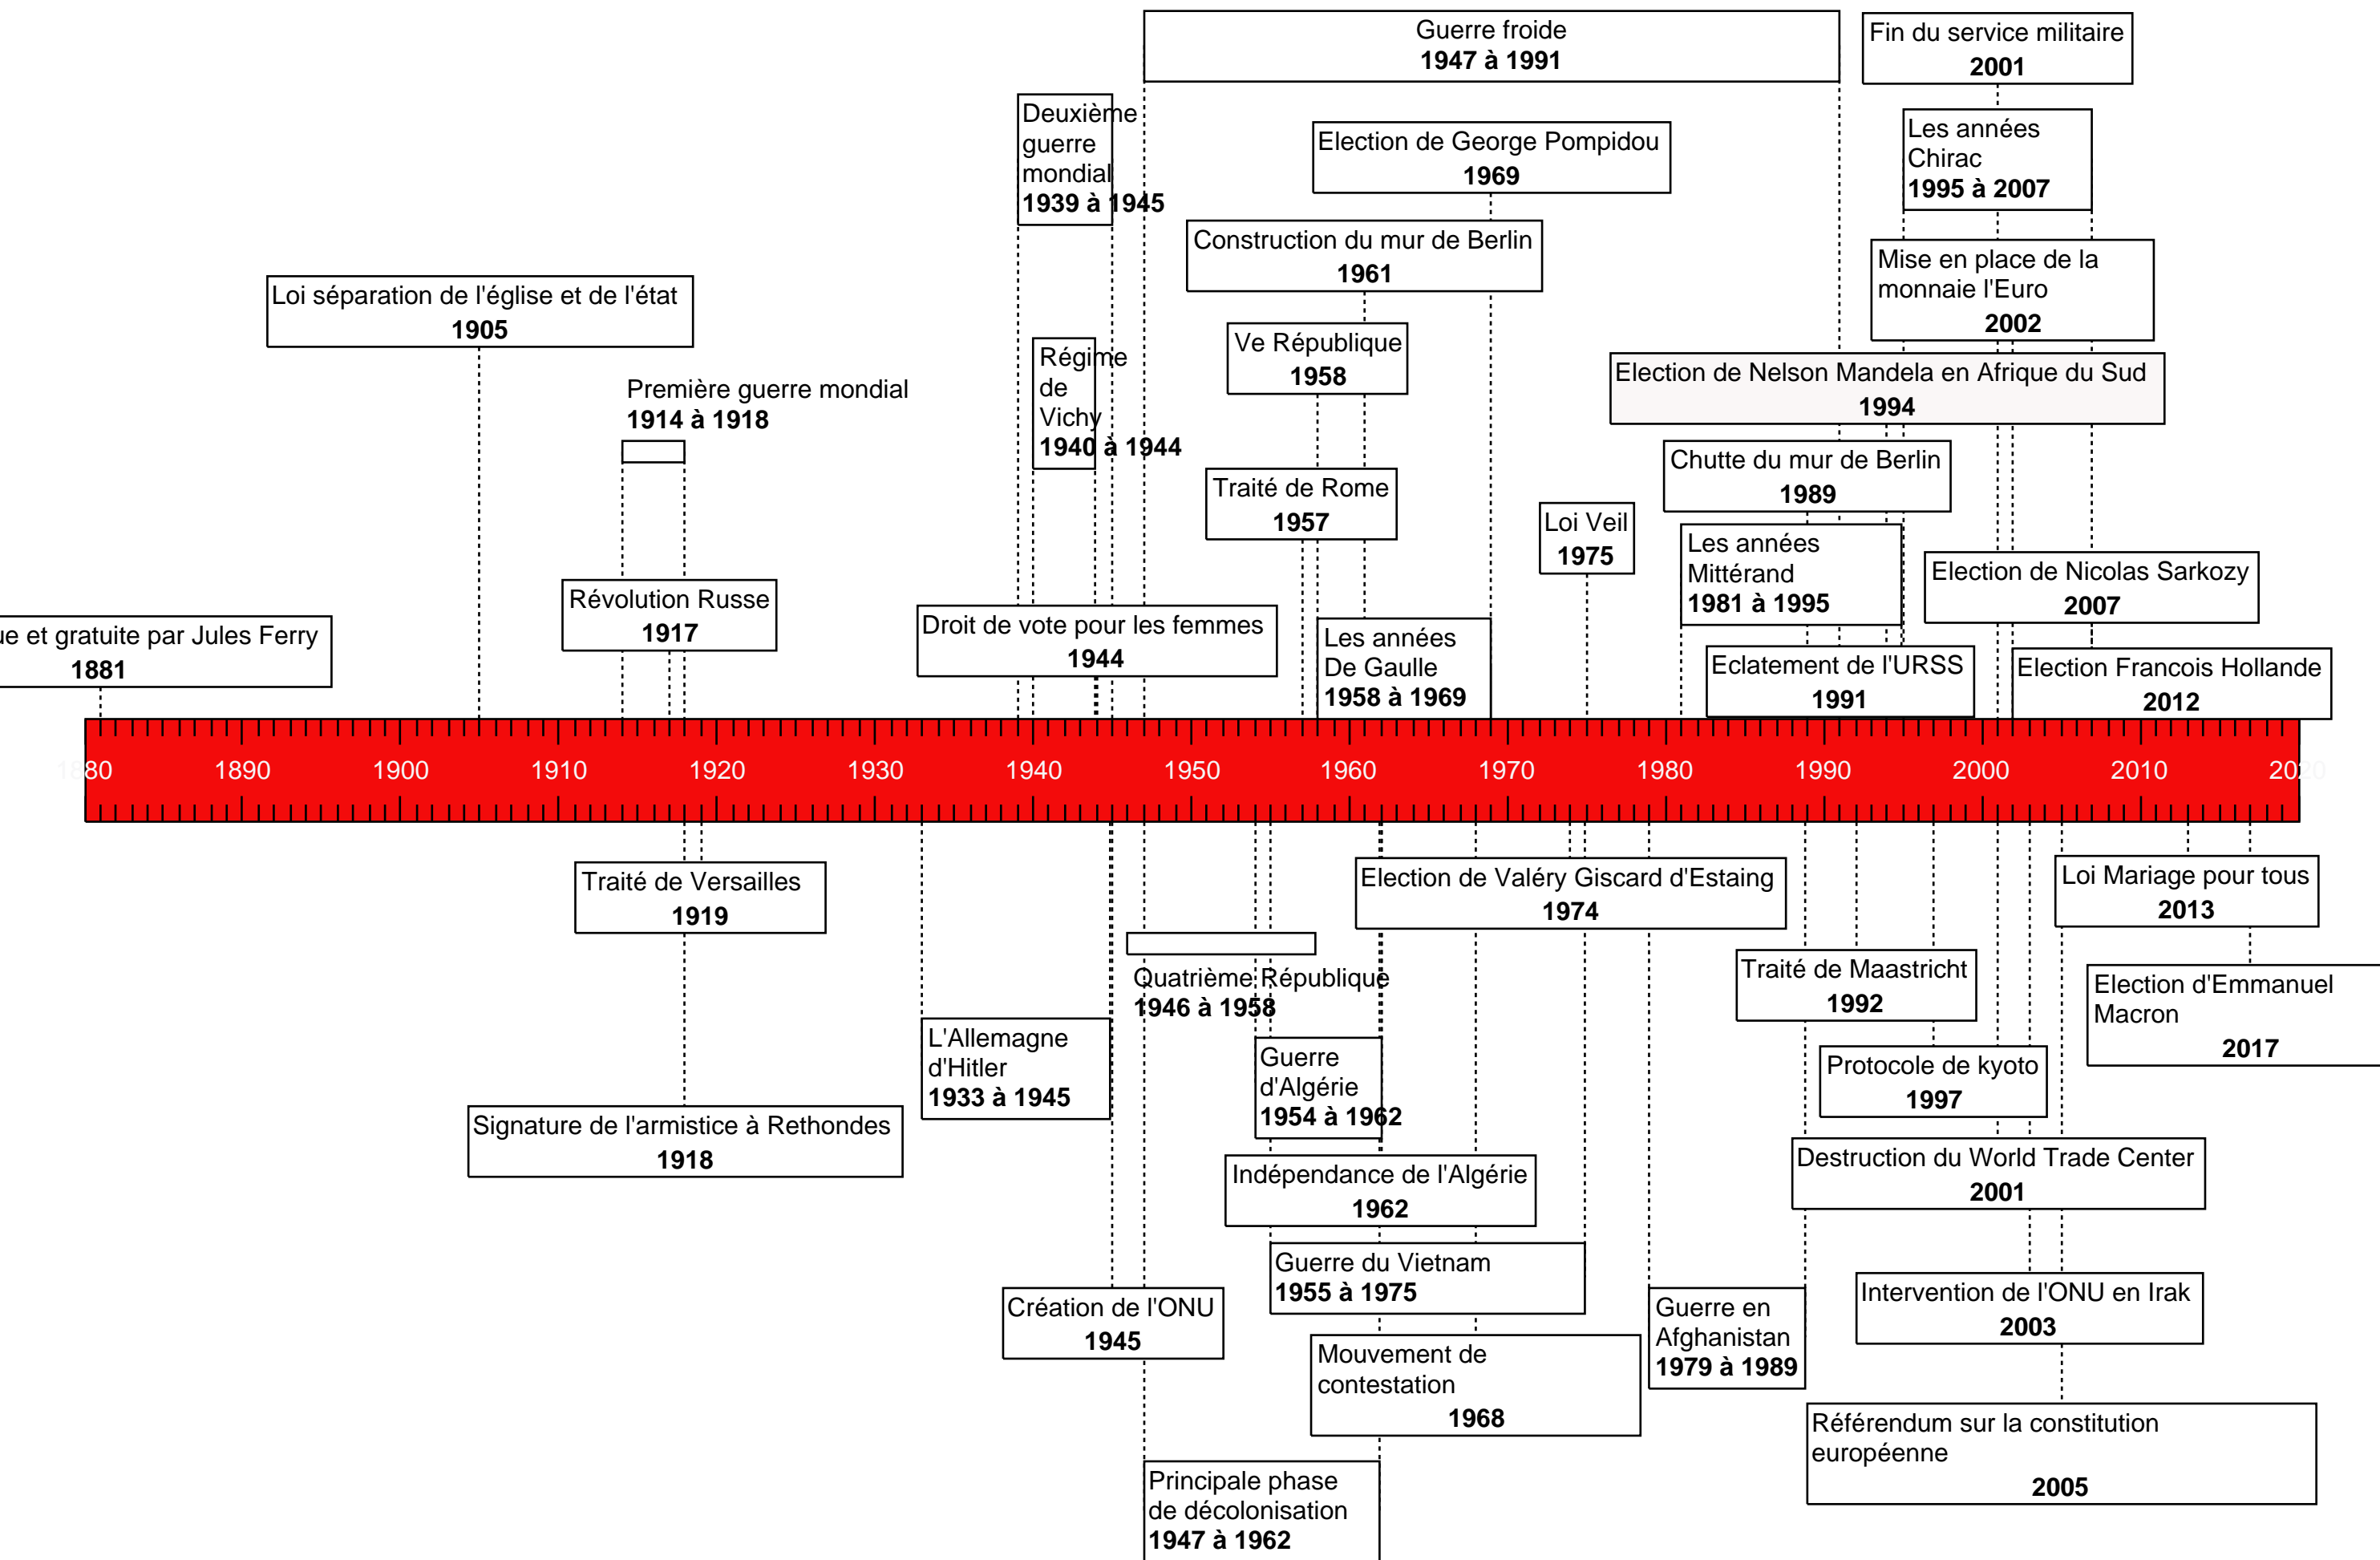 Guerre froide
1947 à 1991
Fin du service militaire
2001
Deuxième
guerre
mondial
1939 à 1945
Les années
Chirac
1995 à 2007
Election de George Pompidou
1969
Construction du mur de Berlin
1961
Mise en place de la
monnaie l'Euro
2002
Loi séparation de l'église et de l'état
1905
Ve République
1958
Régime
de
Vichy
1940 à 1944
Election de Nelson Mandela en Afrique du Sud
1994
Première guerre mondial
1914 à 1918
Chutte du mur de Berlin
1989
Traité de Rome
1957
Loi Veil
1975
Les années
Mittérand
1981 à 1995
Election de Nicolas Sarkozy
2007
Révolution Russe
1917
Droit de vote pour les femmes
1944
et gratuite par Jules Ferry
1881
Les années
De Gaulle
1958 à 1969
Eclatement de l'URSS
1991
Election Francois Hollande
2012
1880 1890 1900 1910 1920 1930 1940 1950 1960 1970 1980 1990 2000 2010 2020
Traité de Versailles
1919
Election de Valéry Giscard d'Estaing
1974
Loi Mariage pour tous
2013
Quatrième République
1946 à 1958
Traité de Maastricht
1992
Election d'Emmanuel
Macron
2017
L'Allemagne
d'Hitler
1933 à 1945
Guerre
d'Algérie
1954 à 1962
Protocole de kyoto
1997
Signature de l'armistice à Rethondes
1918
Indépendance de l'Algérie
1962
Destruction du World Trade Center
2001
Guerre du Vietnam
1955 à 1975
Création de l'ONU
1945
Guerre en
Afghanistan
1979 à 1989
Intervention de l'ONU en Irak
2003
Mouvement de
contestation
1968
Référendum sur la constitution
européenne
2005
Principale phase
de décolonisation
1947 à 1962